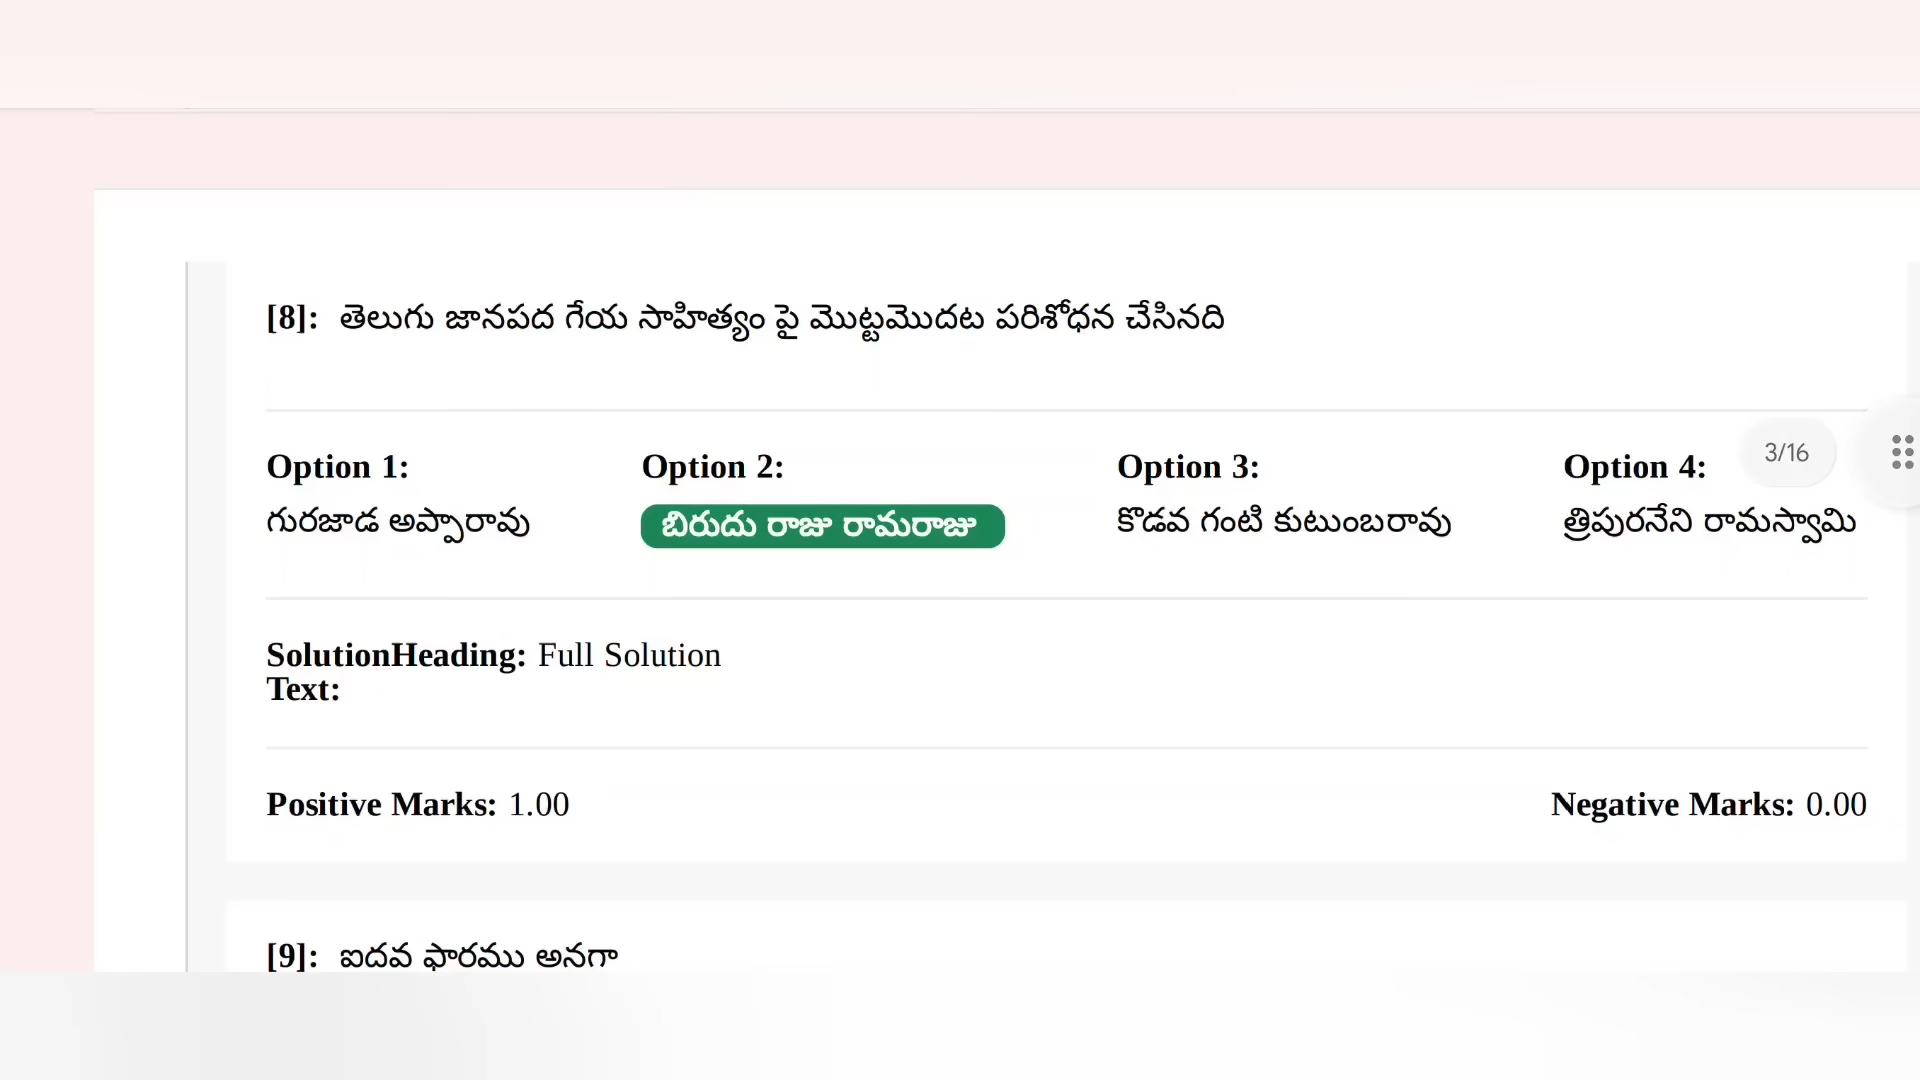 [8]: తెలుగు జానపద గేయ సాహిత్యం పై మొట్టమొదట పరిశోధన చేసినది
Option 1: Option 2: Option 3: Option 4:
గురజాడ అప్పారావు బిరుదు రాజు రామరాజు కొడవ గంటి కుటుంబరావు త్రిపురనేని రామస్వామి
3/16
SolutionHeading: Full Solution
Text:
Positive Marks: 1.00 Negative Marks: 0.00
[9]: ఐదవ ఫారము అనగా